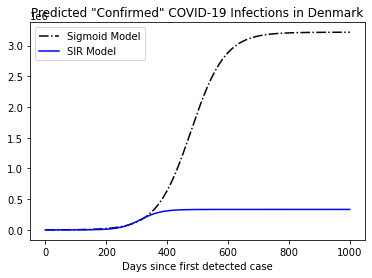 Predicted "Confirmed" COVID-19 Infections in Denmark
1e6
Sigmoid Model
SIR Model
3.0
2.5
2.0
1.5
1.0
0.5
0.0
0 200 400 600 800 1000
Days since first detected case